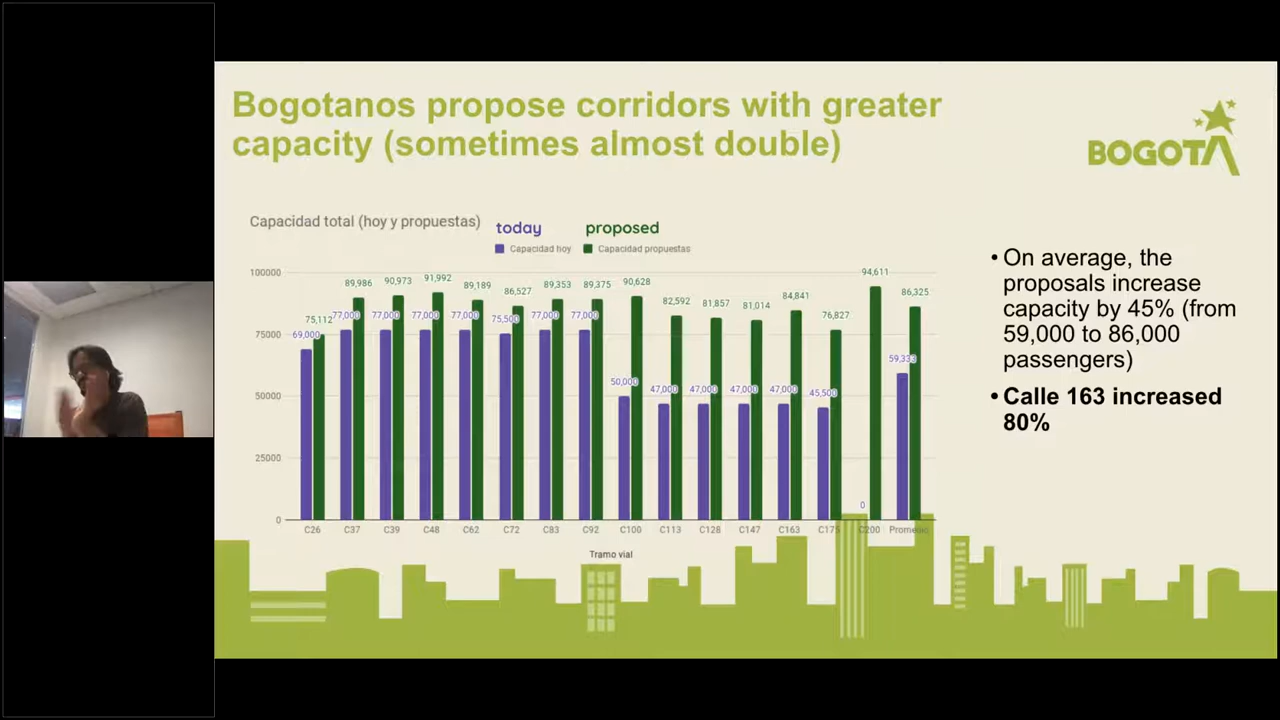 Bogotanos propose corridors with greater
capacity (sometimes almost double)
BOGOTA
Capacidad total (hoy y propuestas)
today
proposed
Capacidad hoy
Capacidad propuestas
100000
75000
50000
25000
0
69,000
75,112
77,000
89,986
77,000
90,973
77,000
91,992
77,000
89,189
75,500
86,527
77,000
89,353
77,000
89,375
50,000
90,628
47,000
82,592
47,000
81,857
47,000
81,014
47,000
84,841
45,500
76,827
0
94,611
59,333
86,325
C26 C37 C39 C48 C62 C72 C83 C92 C100 C113 C128 C147 C163 C175 C200 Promedio
Tramo vial
• On average, the
proposals increase
capacity by 45% (from
59,000 to 86,000
passengers)
• Calle 163 increased
80%